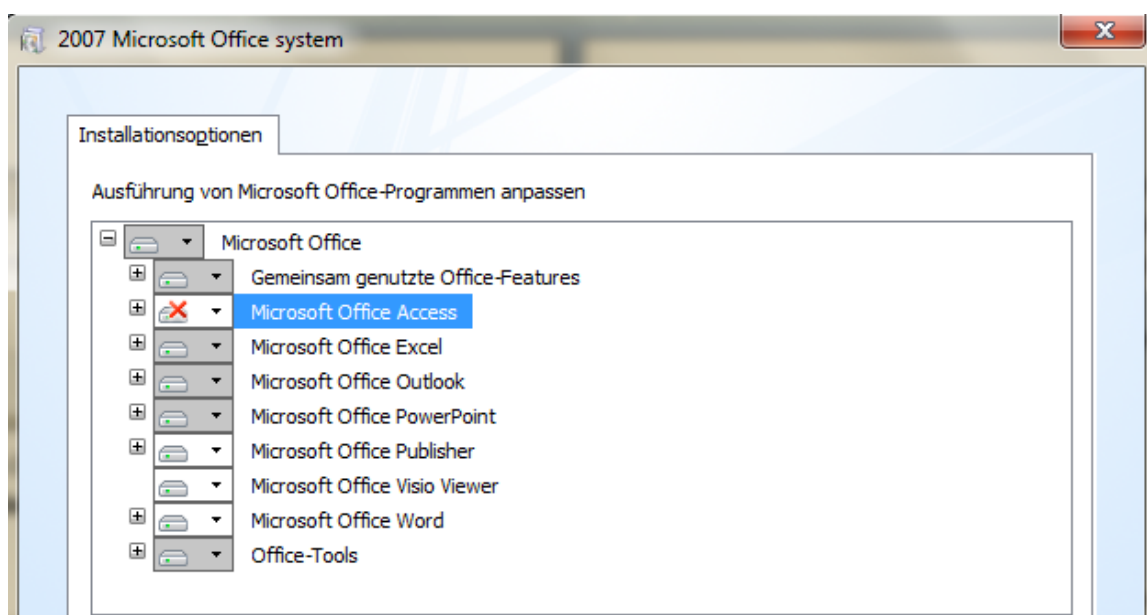 2007 Microsoft Office system
Installationsoptionen
Ausführung von Microsoft Office-Programmen anpassen
Microsoft Office
Gemeinsam genutzte Office-Features
Microsoft Office Access
Microsoft Office Excel
Microsoft Office Outlook
Microsoft Office PowerPoint
Microsoft Office Publisher
Microsoft Office Visio Viewer
Microsoft Office Word
Office-Tools